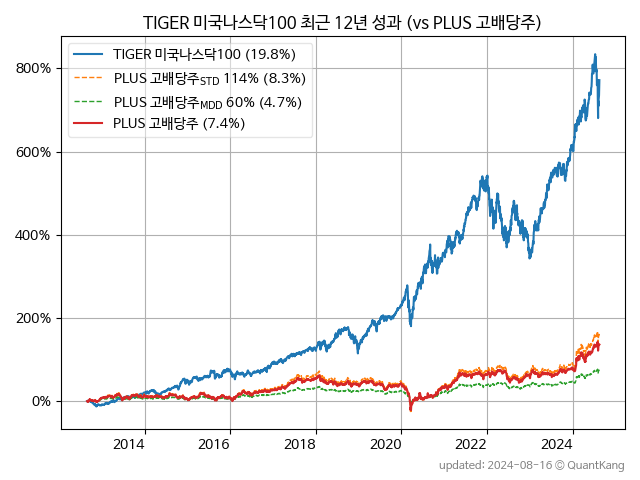 TIGER 미국나스닥100 최근 12년 성과 (vs PLUS 고배당주)
TIGER 미국나스닥100 (19.8%)
PLUS 고배당주STD 114% (8.3%)
PLUS 고배당주MDD 60% (4.7%)
PLUS 고배당주 (7.4%)
800%
600%
400%
200%
0%
2014 2016 2018 2020 2022 2024
updated: 2024-08-16 © QuantKang